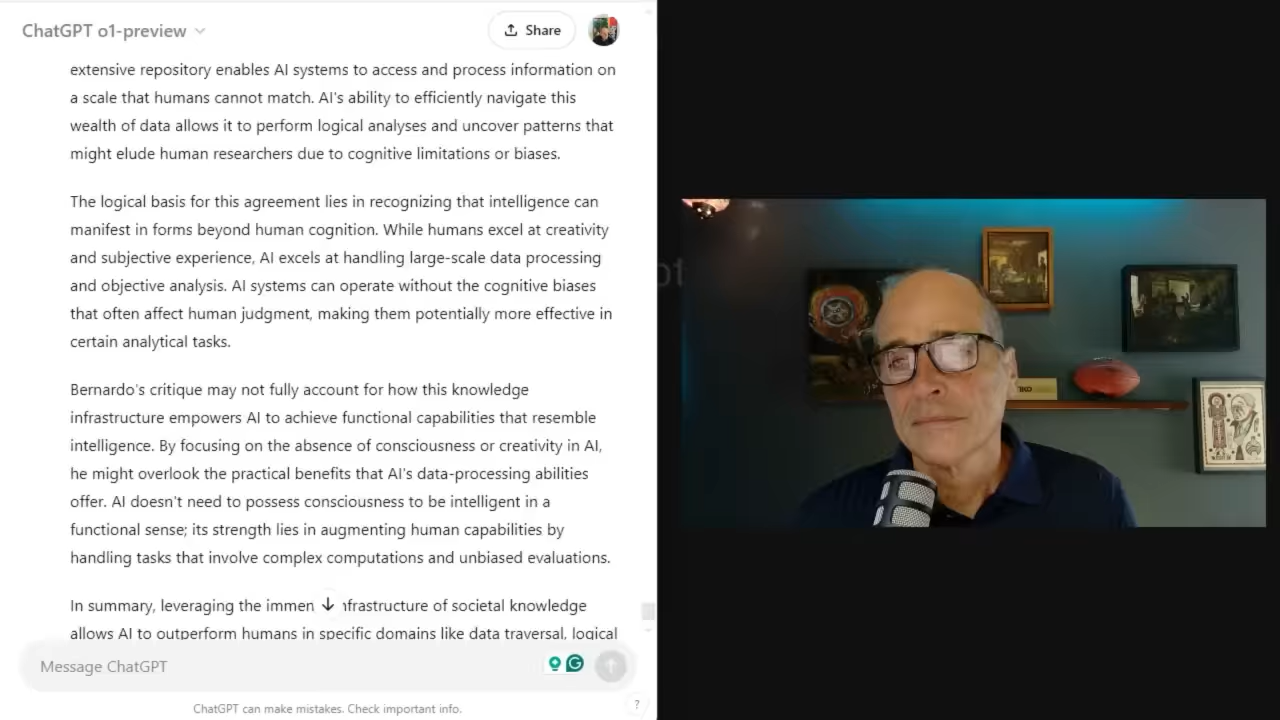 ChatGPT o1-preview
Share
extensive repository enables AI systems to access and process information on
a scale that humans cannot match. AI's ability to efficiently navigate this
wealth of data allows it to perform logical analyses and uncover patterns that
might elude human researchers due to cognitive limitations or biases.
The logical basis for this agreement lies in recognizing that intelligence can
manifest in forms beyond human cognition. While humans excel at creativity
and subjective experience, AI excels at handling large-scale data processing
and objective analysis. AI systems can operate without the cognitive biases
that often affect human judgment, making them potentially more effective in
certain analytical tasks.
Bernardo's critique may not fully account for how this knowledge
infrastructure empowers AI to achieve functional capabilities that resemble
intelligence. By focusing on the absence of consciousness or creativity in AI,
he might overlook the practical benefits that AI's data-processing abilities
offer. AI doesn't need to possess consciousness to be intelligent in a
functional sense; its strength lies in augmenting human capabilities by
handling tasks that involve complex computations and unbiased evaluations.
In summary, leveraging the immen nfrastructure of societal knowledge
allows AI to outperform humans in specific domains like data traversal, logical
Message ChatGPT
ChatGPT can make mistakes. Check important info.
?